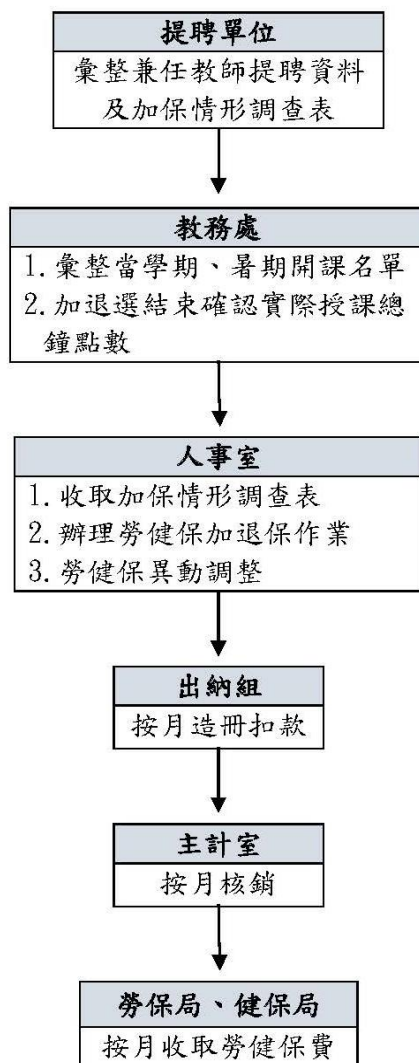 提聘單位
彙整兼任教師提聘資料
及加保情形調查表
教務處
1. 彙整當學期、暑期開課名單
2. 加退選結束確認實際授課總
鐘點數
人事室
1. 收取加保情形調查表
2. 辦理勞健保加退保作業
3. 勞健保異動調整
出納組
按月造冊扣款
主計室
按月核銷
勞保局、健保局
按月收取勞健保費